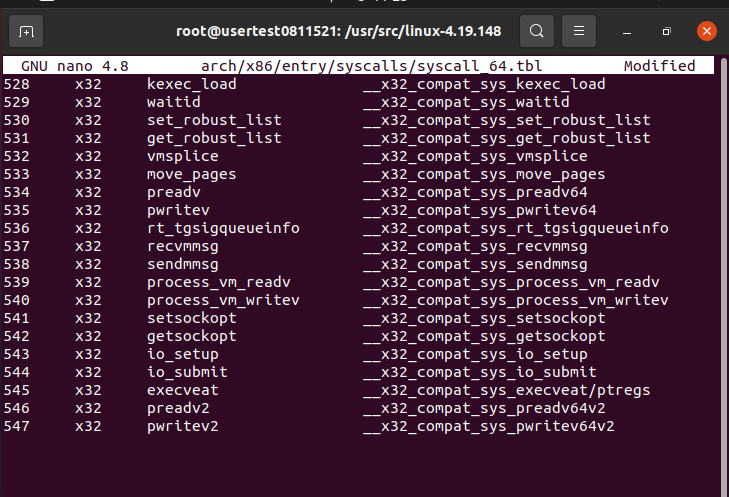 root@usertest0811521: /usr/src/linux-4.19.148
GNU nano 4.8 arch/x86/entry/syscalls/syscall_64.tbl Modified
528 x32 kexec_load __x32_compat_sys_kexec_load
529 x32 waitid __x32_compat_sys_waitid
530 x32 set_robust_list __x32_compat_sys_set_robust_list
531 x32 get_robust_list __x32_compat_sys_get_robust_list
532 x32 vmsplice __x32_compat_sys_vmsplice
533 x32 move_pages __x32_compat_sys_move_pages
534 x32 preadv __x32_compat_sys_preadv64
535 x32 pwritev __x32_compat_sys_pwritev64
536 x32 rt_tgsigqueueinfo __x32_compat_sys_rt_tgsigqueueinfo
537 x32 recvmmsg __x32_compat_sys_recvmmsg
538 x32 sendmmsg __x32_compat_sys_sendmmsg
539 x32 process_vm_readv __x32_compat_sys_process_vm_readv
540 x32 process_vm_writev __x32_compat_sys_process_vm_writev
541 x32 setsockopt __x32_compat_sys_setsockopt
542 x32 getsockopt __x32_compat_sys_getsockopt
543 x32 io_setup __x32_compat_sys_io_setup
544 x32 io_submit __x32_compat_sys_io_submit
545 x32 execveat __x32_compat_sys_execveat/ptregs
546 x32 preadv2 __x32_compat_sys_preadv64v2
547 x32 pwritev2 __x32_compat_sys_pwritev64v2